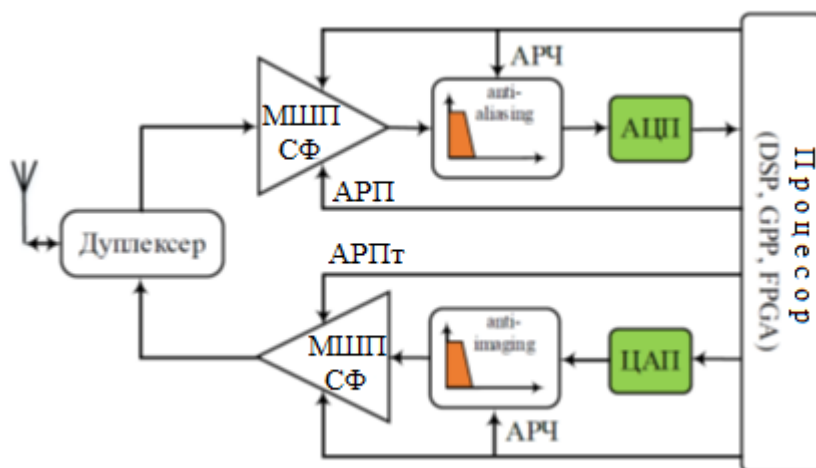 АРЧ
anti-
aliasing
МШП
СФ
АЦП
АРП
Дуплексер
АРПт
anti-
imaging
МШП
СФ
ЦАП
АРЧ
Процесор
(DSP, GPP, FPGA)